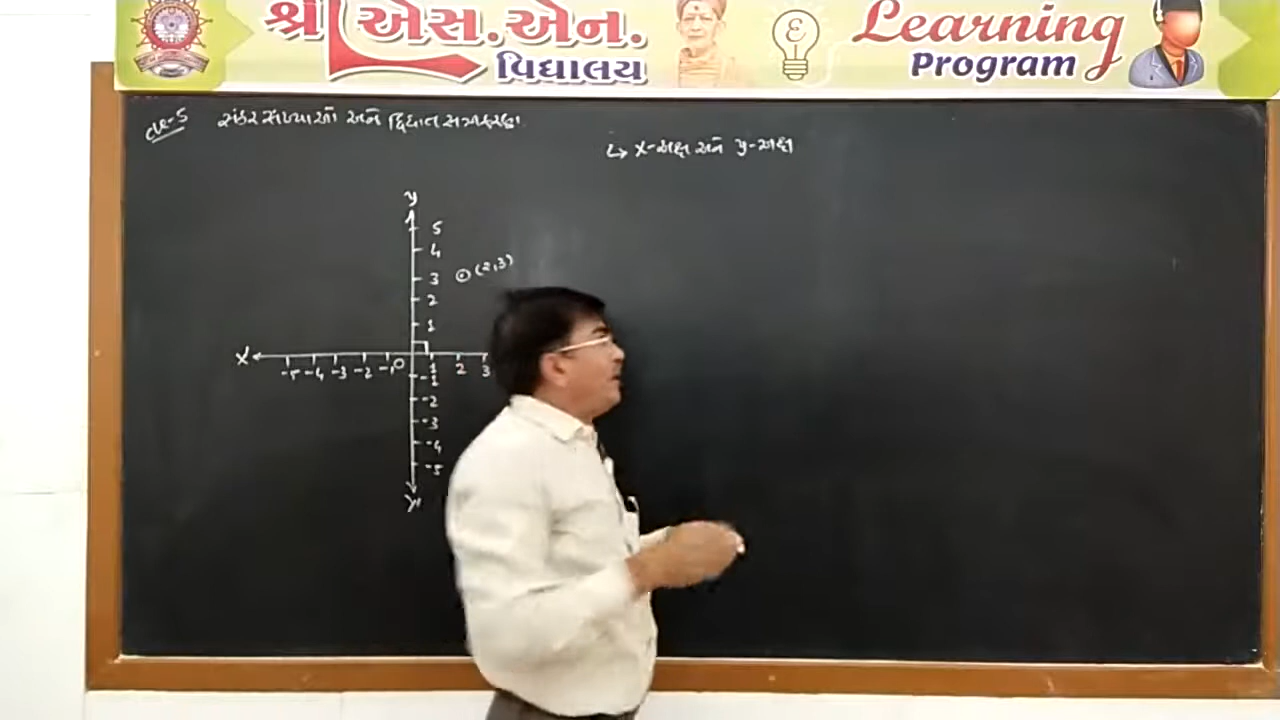 શ્રી એસ.એન.
વિદ્યાલય
Learning
Program
પ્રક-5 સંકર સંખ્યાઓ અને દ્વિઘાત સમીકરણ
↳ x-અક્ષ અને y-અક્ષ
y
5
4
3 ⊙ (2,3)
2
1
x' -5 -4 -3 -2 -1 0 1 2 3
-1
-2
-3
-4
-5
y'